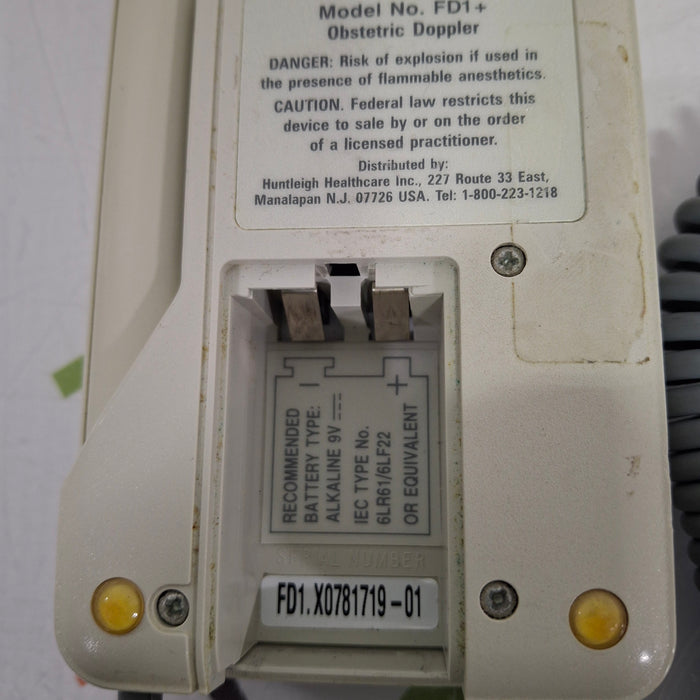 Model No. FD1+
Obstetric Doppler
DANGER: Risk of explosion if used in
the presence of flammable anesthetics.
CAUTION. Federal law restricts this
device to sale by or on the order
of a licensed practitioner.
Distributed by:
Huntleigh Healthcare Inc., 227 Route 33 East,
Manalapan N.J. 07726 USA. Tel: 1-800-223-1218
− +
RECOMMENDED
BATTERY TYPE:
ALKALINE 9V ⎓
IEC TYPE No.
6LR61/6LF22
OR EQUIVALENT
SERIAL NUMBER
FD1.X0781719-01